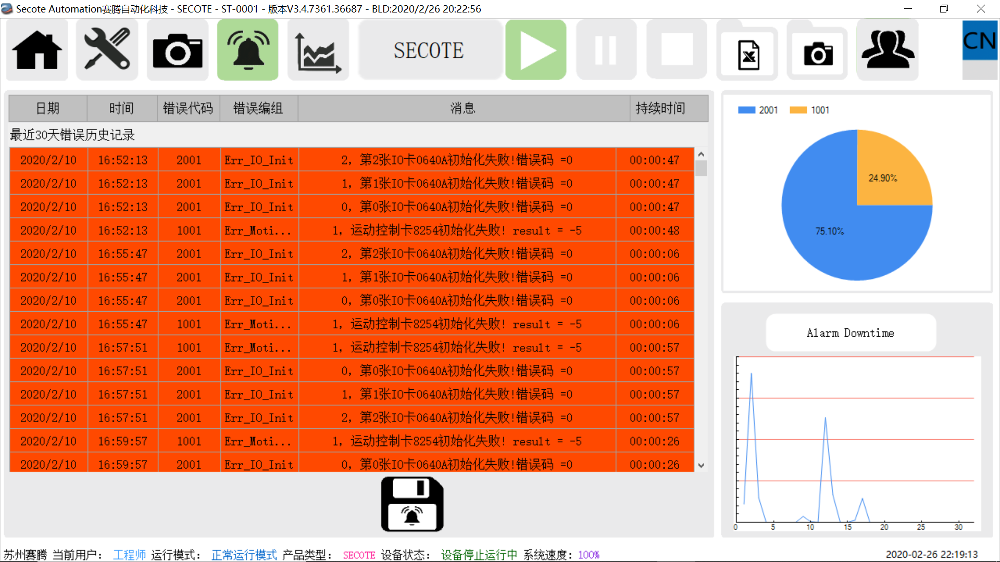 Secote Automation赛腾自动化科技 - SECOTE - ST-0001 - 版本V3.4.7361.36687 - BLD:2020/2/26 20:22:56
SECOTE
CN
日期 时间 错误代码 错误编组 消息 持续时间
最近30天错误历史记录
2020/2/10 16:52:13 2001 Err_IO_Init 2, 第2张IO卡0640A初始化失败!错误码 =0 00:00:47
2020/2/10 16:52:13 2001 Err_IO_Init 1, 第1张IO卡0640A初始化失败!错误码 =0 00:00:47
2020/2/10 16:52:13 2001 Err_IO_Init 0, 第0张IO卡0640A初始化失败!错误码 =0 00:00:47
2020/2/10 16:52:13 1001 Err_Moti... 1, 运动控制卡8254初始化失败! result = -5 00:00:48
2020/2/10 16:55:47 2001 Err_IO_Init 2, 第2张IO卡0640A初始化失败!错误码 =0 00:00:06
2020/2/10 16:55:47 2001 Err_IO_Init 1, 第1张IO卡0640A初始化失败!错误码 =0 00:00:06
2020/2/10 16:55:47 2001 Err_IO_Init 0, 第0张IO卡0640A初始化失败!错误码 =0 00:00:06
2020/2/10 16:55:47 1001 Err_Moti... 1, 运动控制卡8254初始化失败! result = -5 00:00:06
2020/2/10 16:57:51 1001 Err_Moti... 1, 运动控制卡8254初始化失败! result = -5 00:00:57
2020/2/10 16:57:51 2001 Err_IO_Init 0, 第0张IO卡0640A初始化失败!错误码 =0 00:00:57
2020/2/10 16:57:51 2001 Err_IO_Init 1, 第1张IO卡0640A初始化失败!错误码 =0 00:00:57
2020/2/10 16:57:51 2001 Err_IO_Init 2, 第2张IO卡0640A初始化失败!错误码 =0 00:00:57
2020/2/10 16:59:57 1001 Err_Moti... 1, 运动控制卡8254初始化失败! result = -5 00:00:26
2020/2/10 16:59:57 2001 Err_IO_Init 0, 第0张IO卡0640A初始化失败!错误码 =0 00:00:26
2001 1001
24.90%
75.10%
Alarm Downtime
0 5 10 15 20 25 30
苏州赛腾 当前用户： 工程师 运行模式： 正常运行模式 产品类型： SECOTE 设备状态： 设备停止运行中 系统速度： 100% 2020-02-26 22:19:13